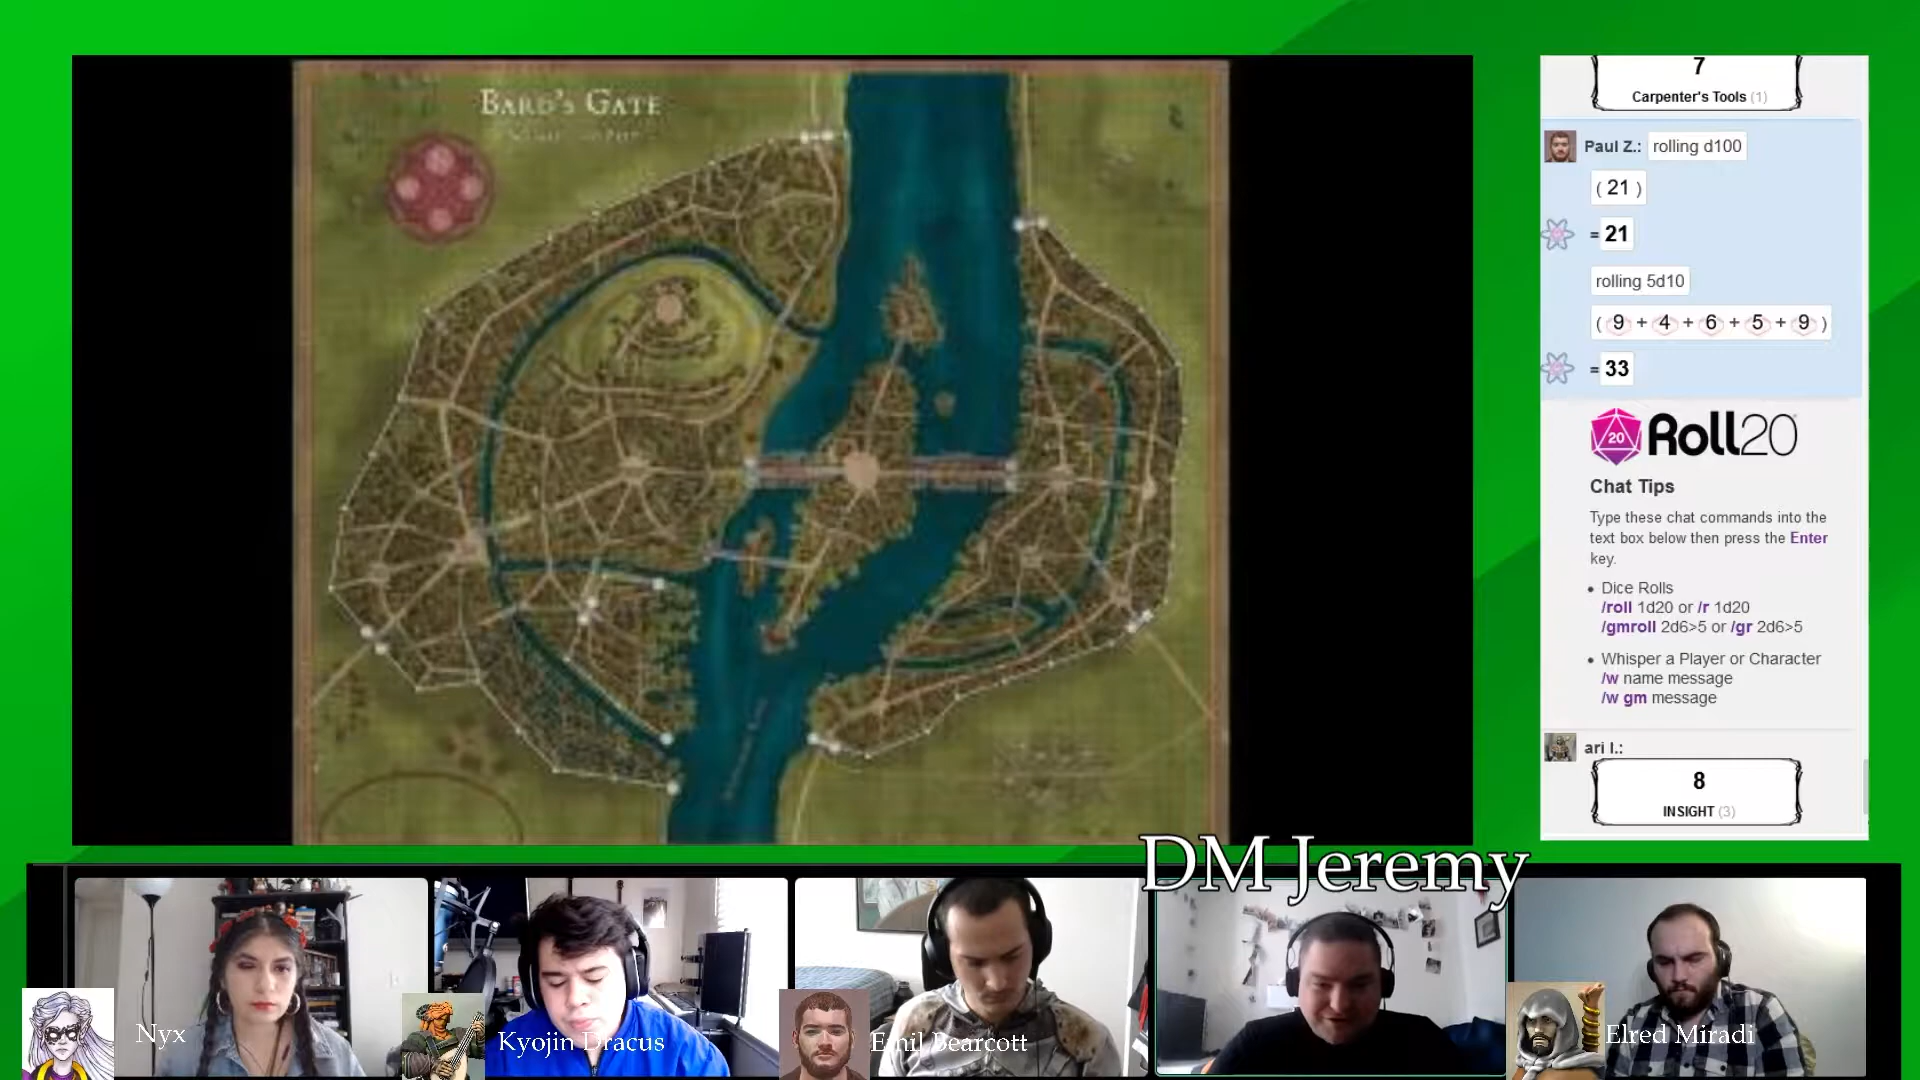 BARD'S GATE
7
Carpenter's Tools (1)
Paul Z.: rolling d100
( 21 )
= 21
rolling 5d10
( 9 + 4 + 6 + 5 + 9 )
= 33
20 Roll20
Chat Tips
Type these chat commands into the
text box below then press the Enter
key.
• Dice Rolls
/roll 1d20 or /r 1d20
/gmroll 2d6>5 or /gr 2d6>5
• Whisper a Player or Character
/w name message
/w gm message
ari l.:
8
INSIGHT (3)
DM Jeremy
Nyx
Kyojin Dracus
Emil Bearcott
Elred Miradi